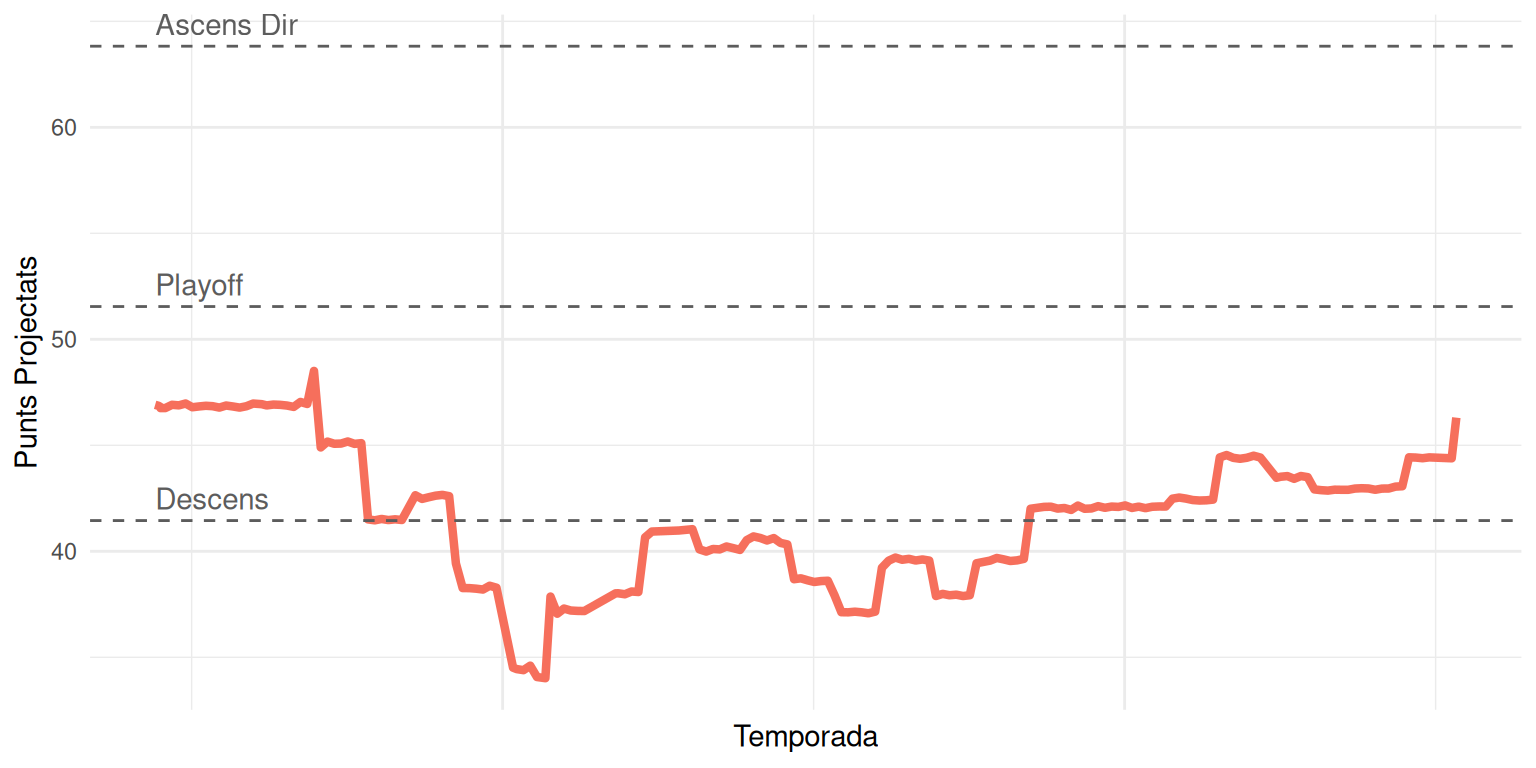 Ascens Dir
60
Playoff
50
Descens
40
Punts Projectats
Temporada